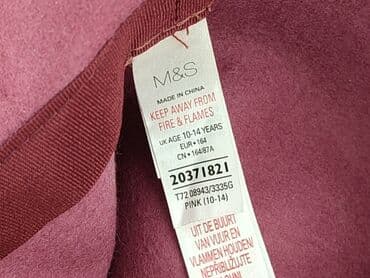 M&S
MADE IN CHINA
KEEP AWAY FROM
FIRE & FLAMES
UK AGE 10-14 YEARS
EUR • 164
CN • 164/87A
20371821
T72 08943/3335G
PINK (10-14)
UIT DE BUURT
VAN VUUR EN
VLAMMEN HOUDEN/
NEPŘIBLIŽUJTE